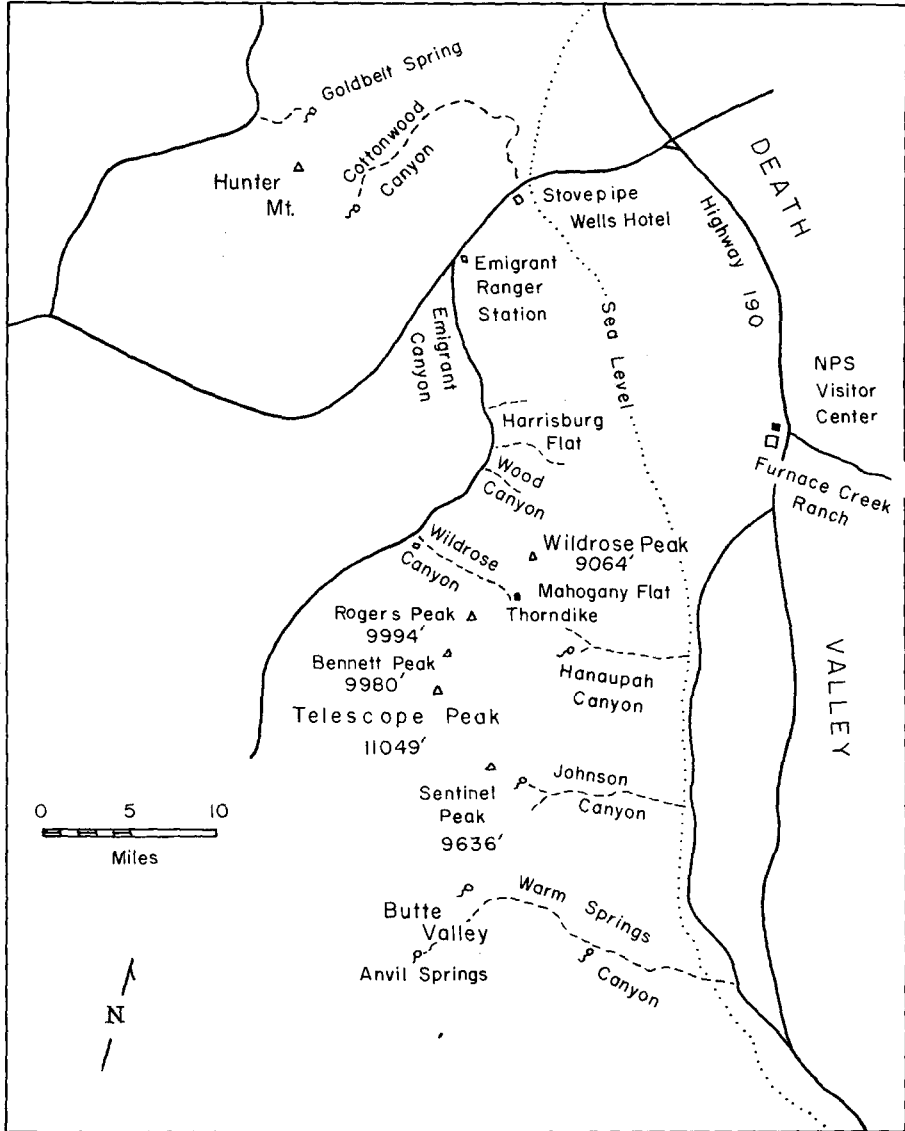 Goldbelt Spring
Cottonwood
Canyon
Hunter
Mt.
DEATH
Stovepipe
Wells Hotel
Highway 190
Emigrant
Ranger
Station
Emigrant
Canyon
Sea Level
NPS
Visitor
Center
Harrisburg
Flat
Furnace Creek
Ranch
Wood
Canyon
Wildrose
Canyon
Wildrose Peak
9064'
Mahogany Flat
Thorndike
Rogers Peak
9994'
Bennett Peak
9980'
Hanaupah
Canyon
VALLEY
Telescope Peak
11049'
Johnson
Canyon
Sentinel
Peak
9636'
0 5 10
Miles
Warm Springs
Canyon
Butte
Valley
Anvil Springs
N